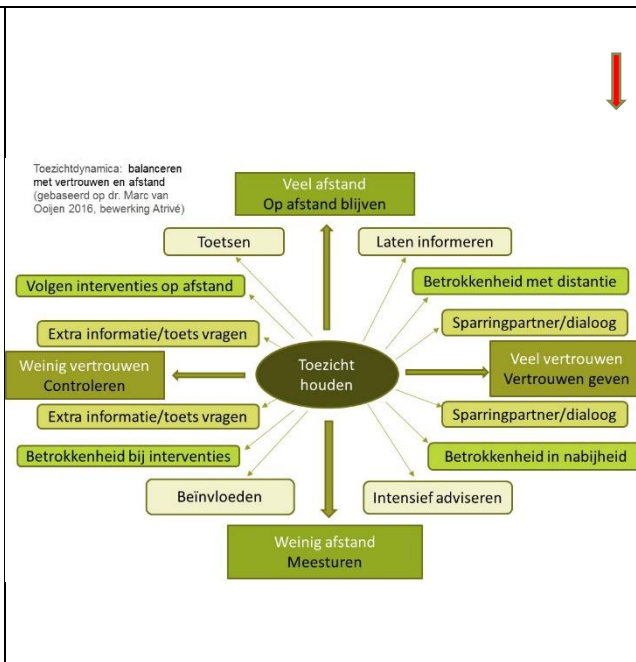 Toezichtdynamica: balanceren
met vertrouwen en afstand
(gebaseerd op dr. Marc van
Ooijen 2016, bewerking Atrivé)
Veel afstand
Op afstand blijven
Toetsen
Laten informeren
Volgen interventies op afstand
Betrokkenheid met distantie
Extra informatie/toets vragen
Sparringpartner/dialoog
Weinig vertrouwen
Controleren
Toezicht
houden
Veel vertrouwen
Vertrouwen geven
Extra informatie/toets vragen
Sparringpartner/dialoog
Betrokkenheid bij interventies
Betrokkenheid in nabijheid
Beïnvloeden
Intensief adviseren
Weinig afstand
Meesturen